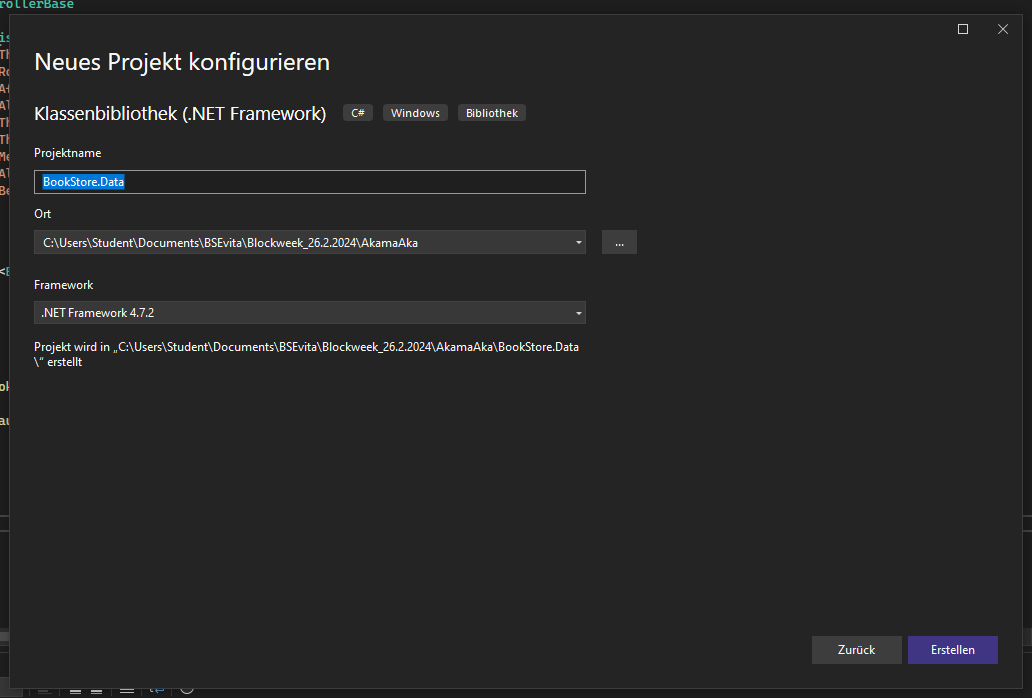 rollerBase
Neues Projekt konfigurieren
Klassenbibliothek (.NET Framework) C# Windows Bibliothek
Projektname
BookStore.Data
Ort
C:\Users\Student\Documents\BSEvita\Blockweek_26.2.2024\AkamaAka
...
Framework
.NET Framework 4.7.2
Projekt wird in „C:\Users\Student\Documents\BSEvita\Blockweek_26.2.2024\AkamaAka\BookStore.Data
\“ erstellt
Zurück Erstellen